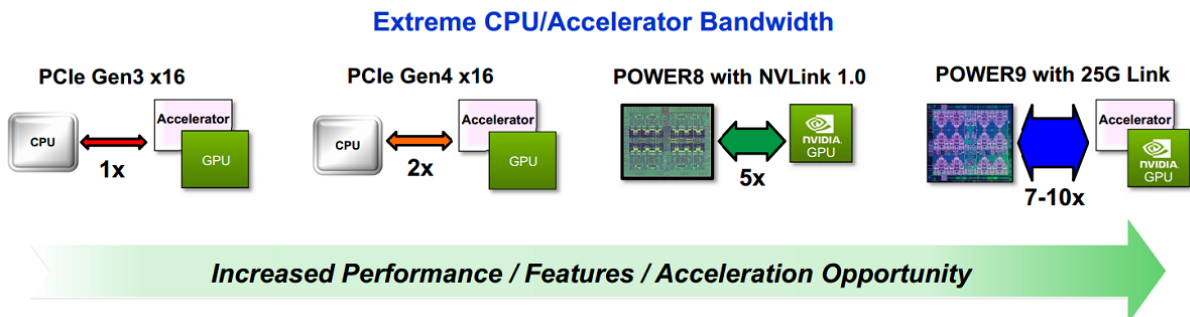 Extreme CPU/Accelerator Bandwidth
PCIe Gen3 x16
CPU
Accelerator
GPU
1x
PCIe Gen4 x16
CPU
Accelerator
GPU
2x
POWER8 with NVLink 1.0
NVIDIA.
GPU
5x
POWER9 with 25G Link
Accelerator
NVIDIA.
GPU
7-10x
Increased Performance / Features / Acceleration Opportunity